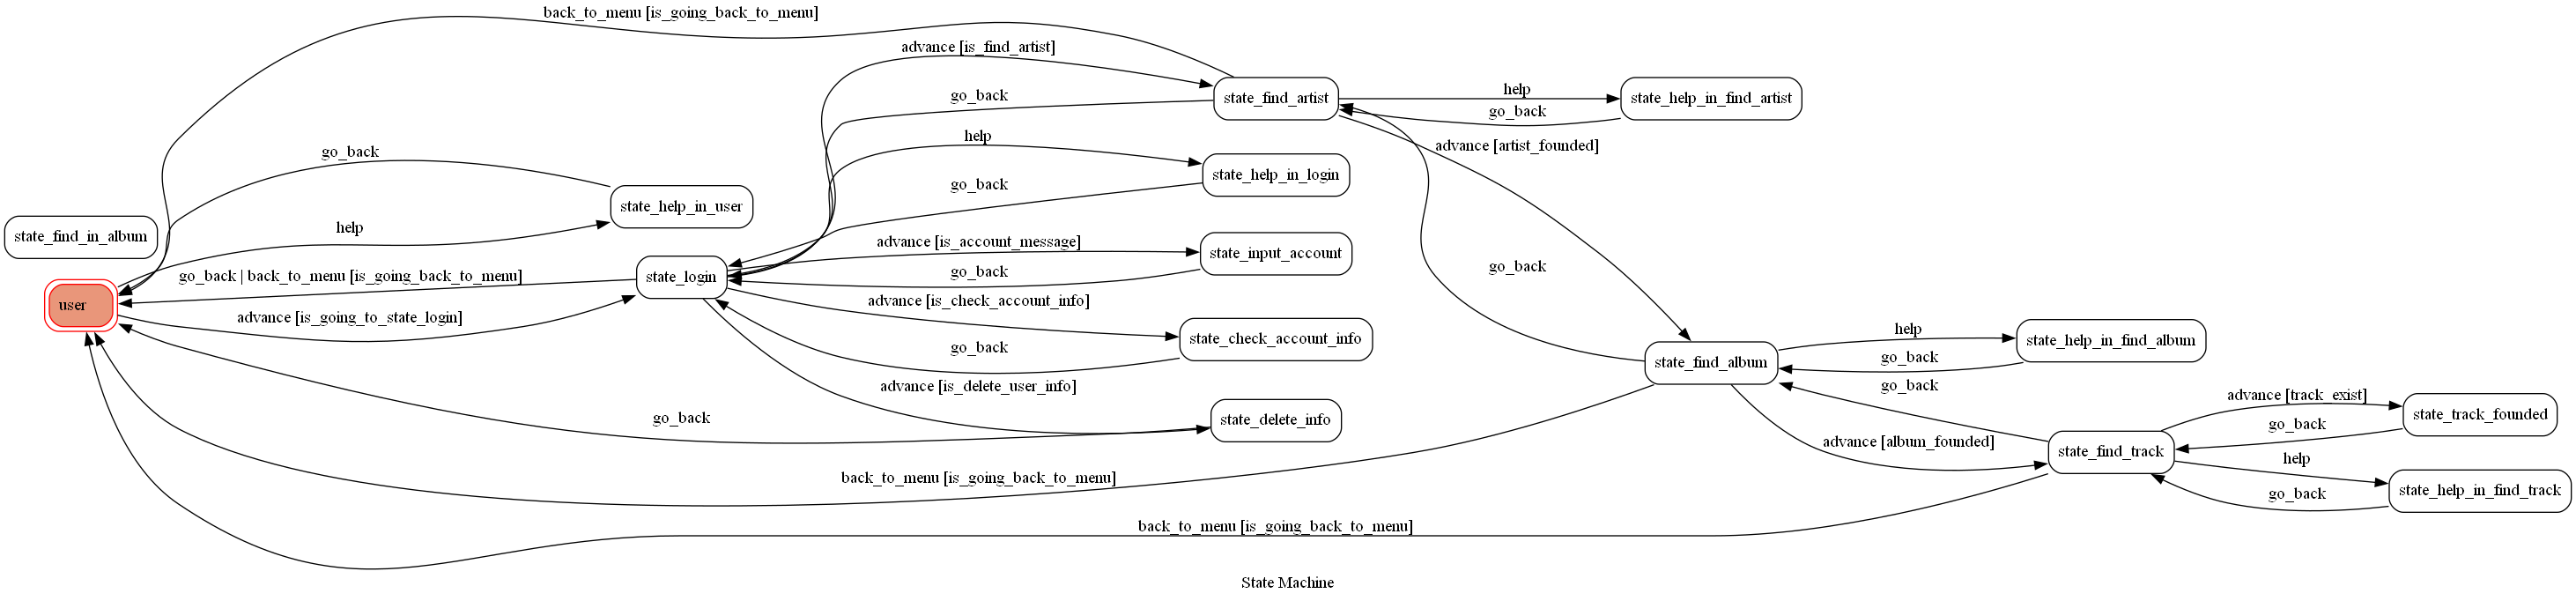 back_to_menu [is_going_back_to_menu]
advance [is_find_artist]
go_back
state_find_artist
help
go_back
state_help_in_find_artist
help
go_back
state_help_in_login
advance [artist_founded]
go_back
help
state_help_in_user
state_find_in_album
user
go_back | back_to_menu [is_going_back_to_menu]
advance [is_going_to_state_login]
state_login
advance [is_account_message]
go_back
state_input_account
advance [is_check_account_info]
go_back
state_check_account_info
advance [is_delete_user_info]
go_back
state_delete_info
go_back
state_find_album
help
go_back
state_help_in_find_album
go_back
advance [album_founded]
state_find_track
advance [track_exist]
go_back
state_track_founded
help
go_back
state_help_in_find_track
back_to_menu [is_going_back_to_menu]
back_to_menu [is_going_back_to_menu]
State Machine